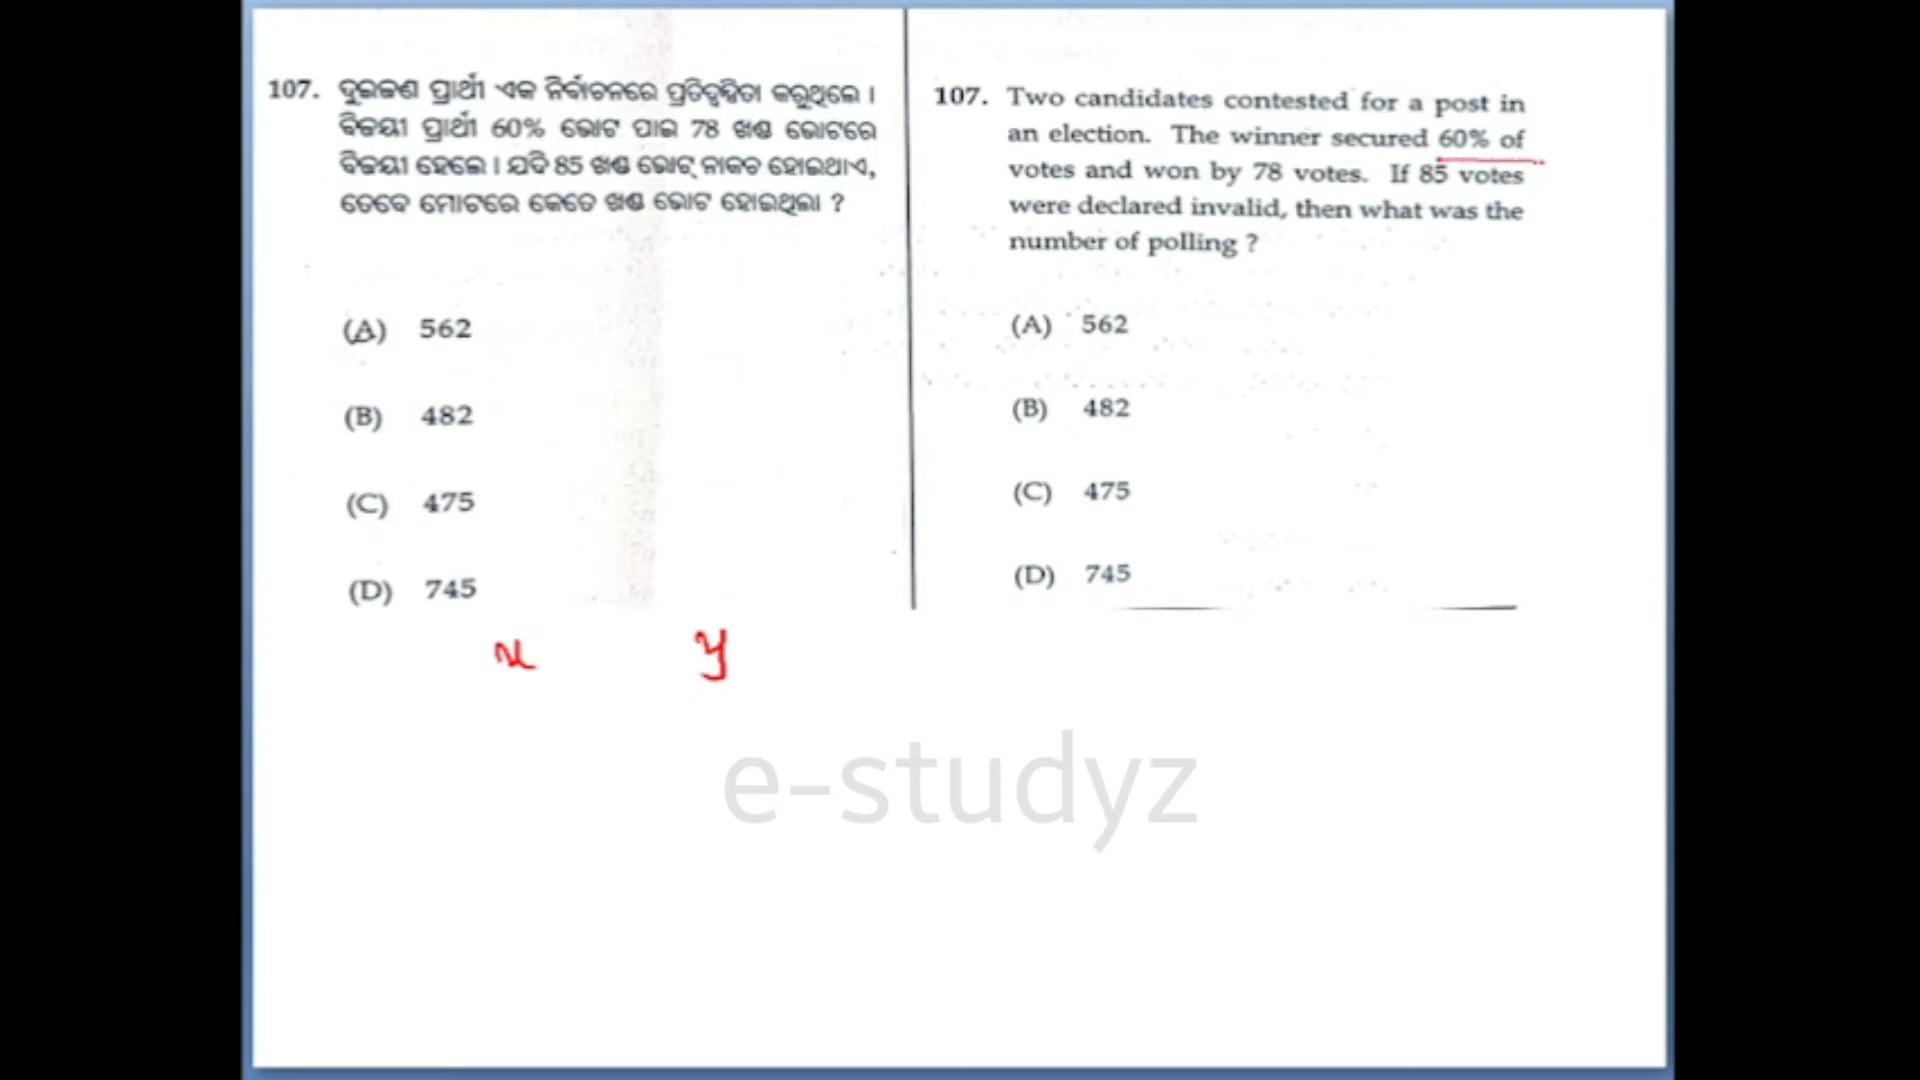 107. ଦୁଇଜଣ ପ୍ରାର୍ଥୀ ଏକ ନିର୍ବାଚନରେ ପ୍ରତିଦ୍ୱନ୍ଦ୍ୱିତା କରୁଥିଲେ ।
ବିଜୟୀ ପ୍ରାର୍ଥୀ 60% ଭୋଟ ପାଇ 78 ଖଣ୍ଡ ଭୋଟରେ
ବିଜୟୀ ହେଲେ । ଯଦି 85 ଖଣ୍ଡ ଭୋଟ୍ ନାକଚ ହୋଇଥାଏ,
ତେବେ ମୋଟରେ କେତେ ଖଣ୍ଡ ଭୋଟ ହୋଇଥିଲା ?
(A) 562
(B) 482
(C) 475
(D) 745
107. Two candidates contested for a post in
an election. The winner secured 60% of
votes and won by 78 votes. If 85 votes
were declared invalid, then what was the
number of polling ?
(A) 562
(B) 482
(C) 475
(D) 745
x y
e-studyz